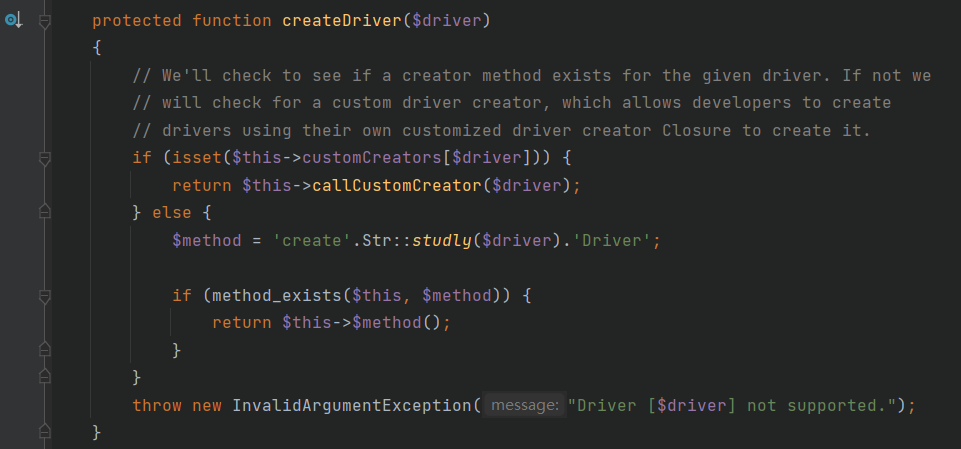 protected function createDriver($driver)
{
// We'll check to see if a creator method exists for the given driver. If not we
// will check for a custom driver creator, which allows developers to create
// drivers using their own customized driver creator Closure to create it.
if (isset($this->customCreators[$driver])) {
return $this->callCustomCreator($driver);
} else {
$method = 'create'.Str::studly($driver).'Driver';
if (method_exists($this, $method)) {
return $this->$method();
}
}
throw new InvalidArgumentException( message: "Driver [$driver] not supported.");
}